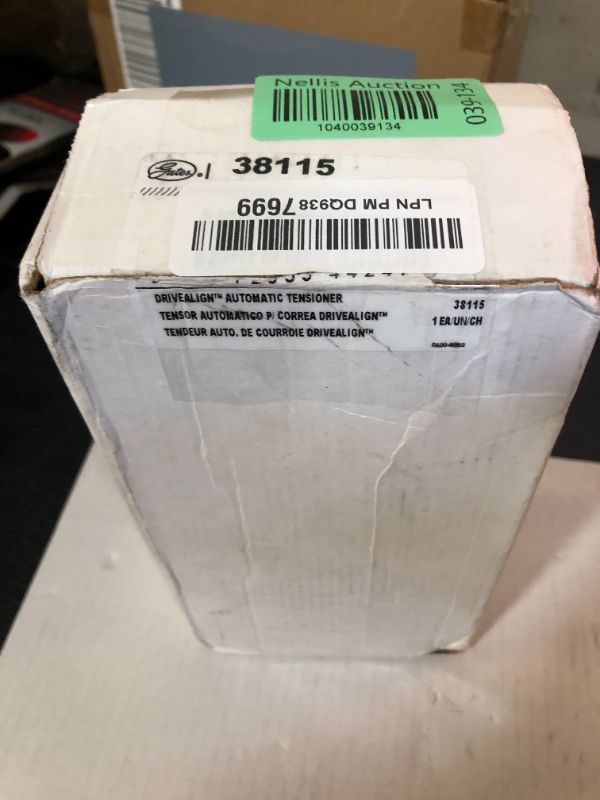 Nellis Auction
1040039134
039134
Gates.
38115
LPN PM DQ9387699
DRIVEALIGN™ AUTOMATIC TENSIONER
38115
TENSOR AUTOMATICO P/ CORREA DRIVEALIGN™
1 EA/UN/CH
TENDEUR AUTO. DE COURROIE DRIVEALIGN™